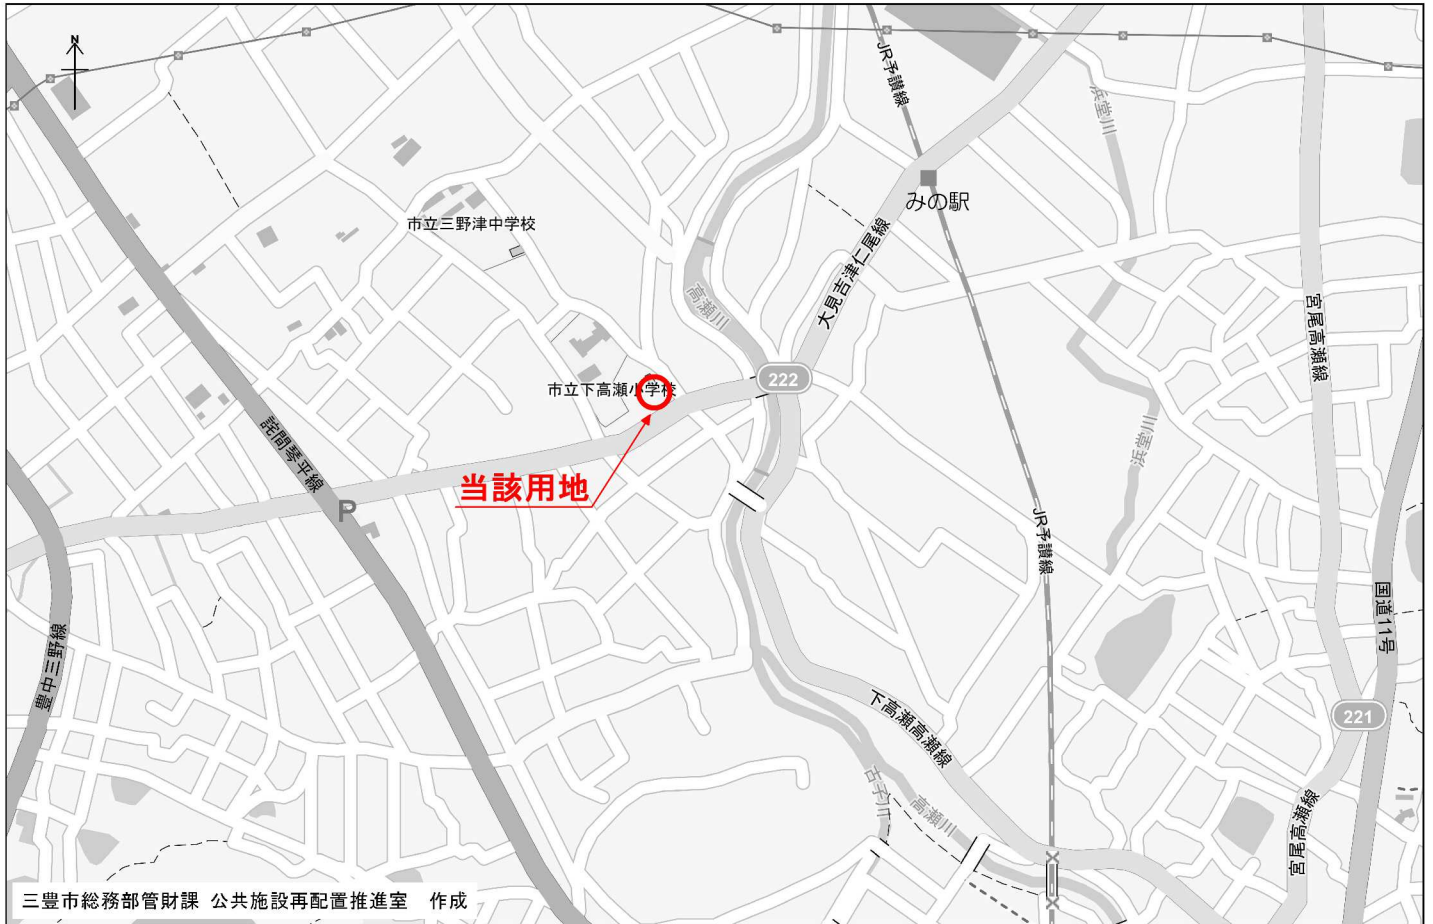 N
JR予讃線
浜堂川
みの駅
市立三野津中学校
大見吉津仁尾線
高瀬川
宮尾高瀬線
222
市立下高瀬小学校
詫間琴平線
浜堂川
当該用地
P
JR予讃線
国道11号
豊中三野線
下高瀬高瀬線
221
古子川
高瀬川
宮尾高瀬線
三豊市総務部管財課 公共施設再配置推進室 作成